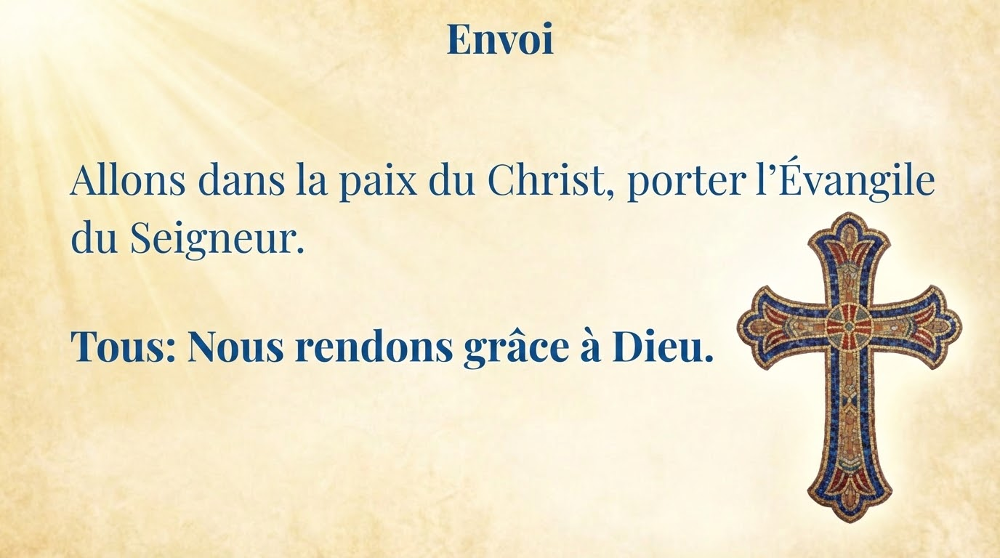 Envoi
Allons dans la paix du Christ, porter l’Évangile
du Seigneur.
Tous: Nous rendons grâce à Dieu.